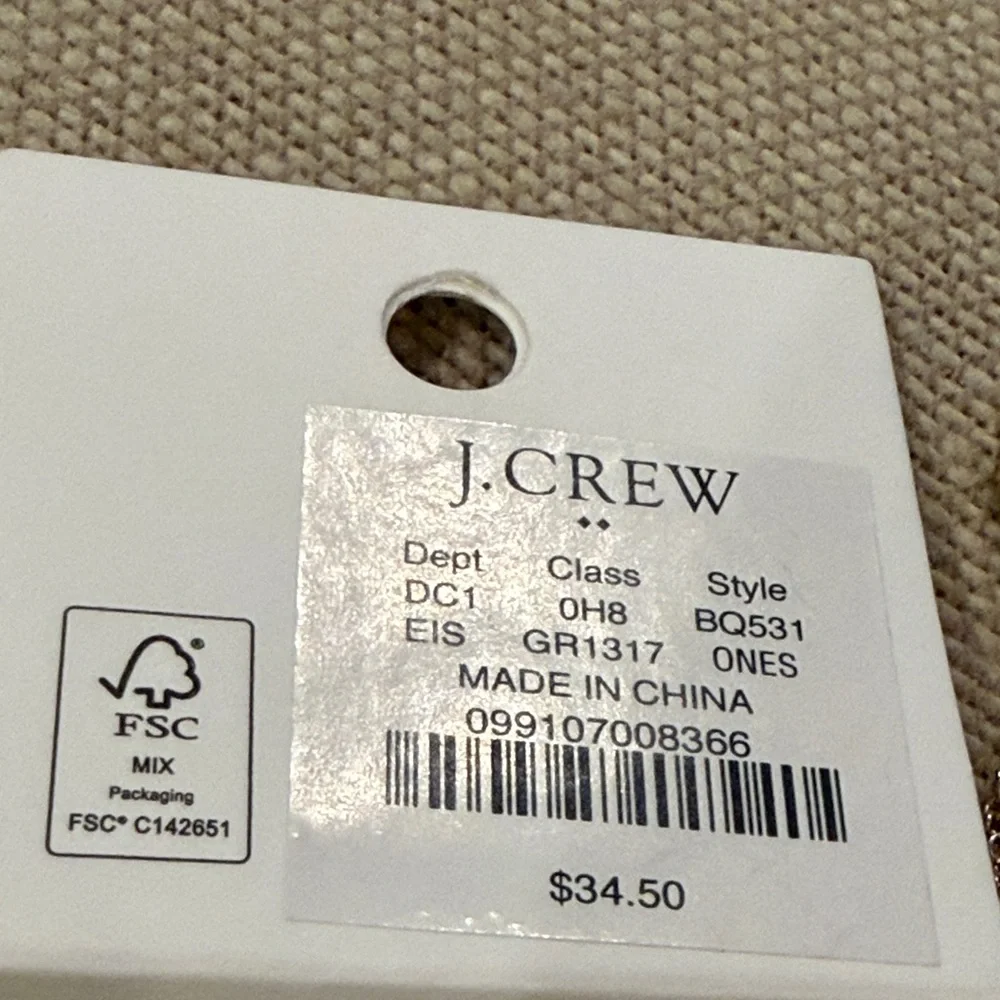 J.CREW
Dept Class Style
DC1 0H8 BQ531
EIS GR1317 ONES
MADE IN CHINA
099107008366
$34.50
®
FSC
MIX
Packaging
FSC® C142651